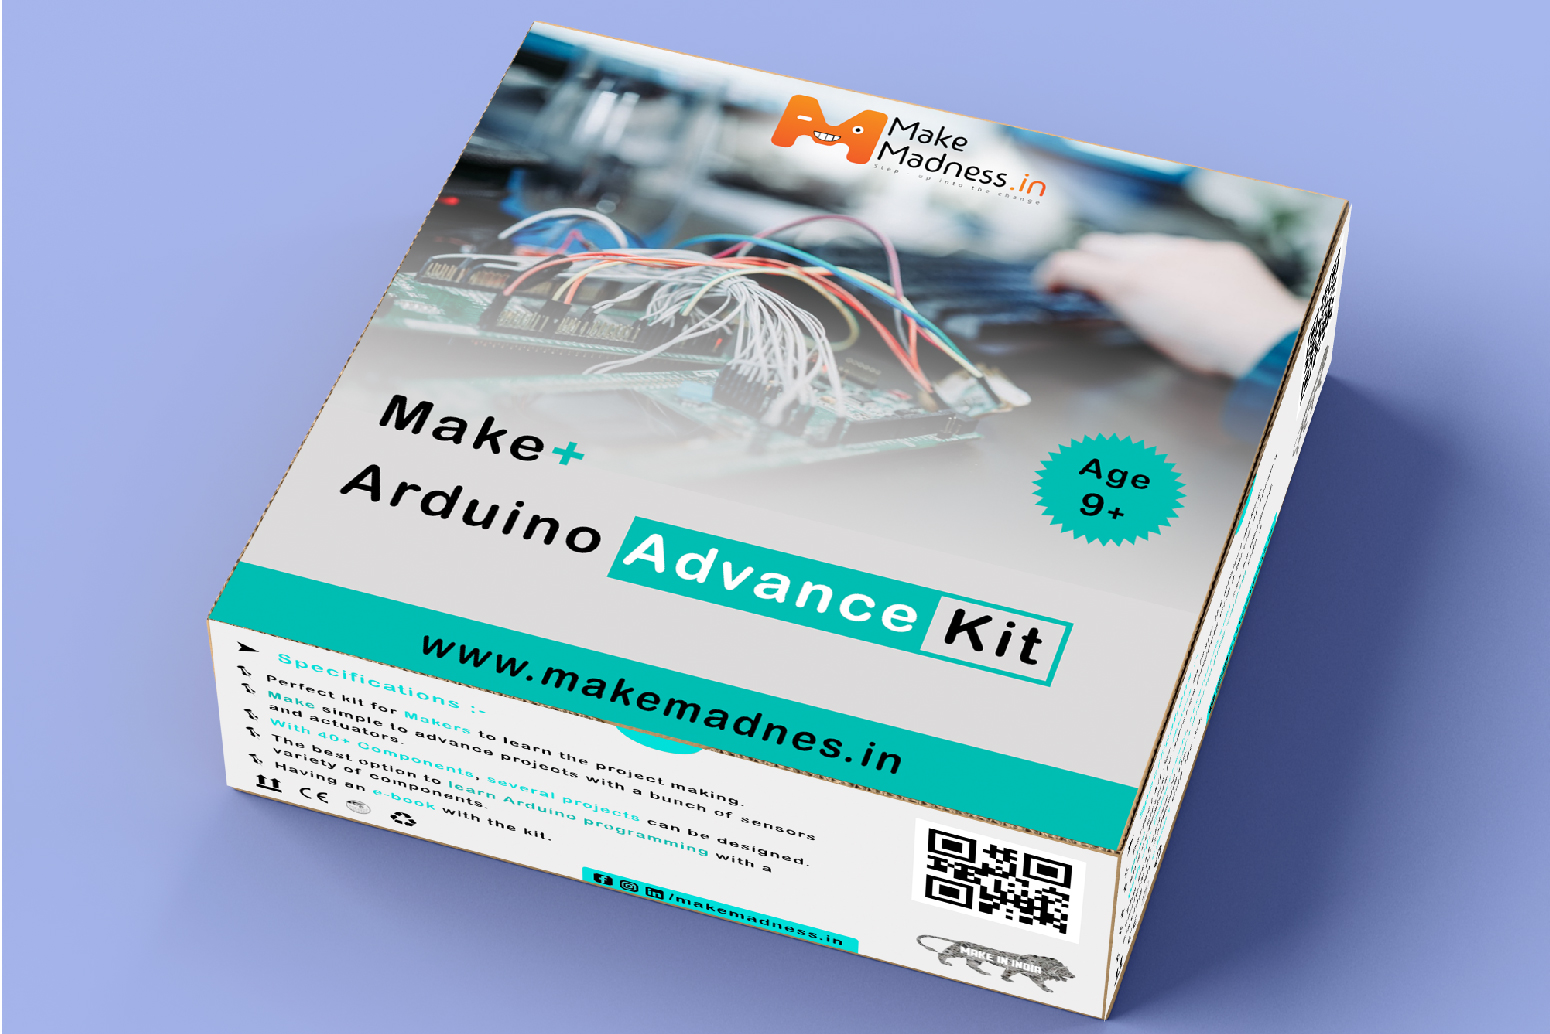 Make
Madness.in
Step up into the change
Make+
Arduino Advance Kit
Age
9+
www.makemadnes.in
Specifications :-
Perfect kit for Makers to learn the project making.
Make simple to advance projects with a bunch of sensors
and actuators.
With 40+ Components, several projects can be designed.
The best option to learn Arduino programming with a
variety of components.
Having an e-book with the kit.
CE
/makemadness.in
MAKE IN INDIA